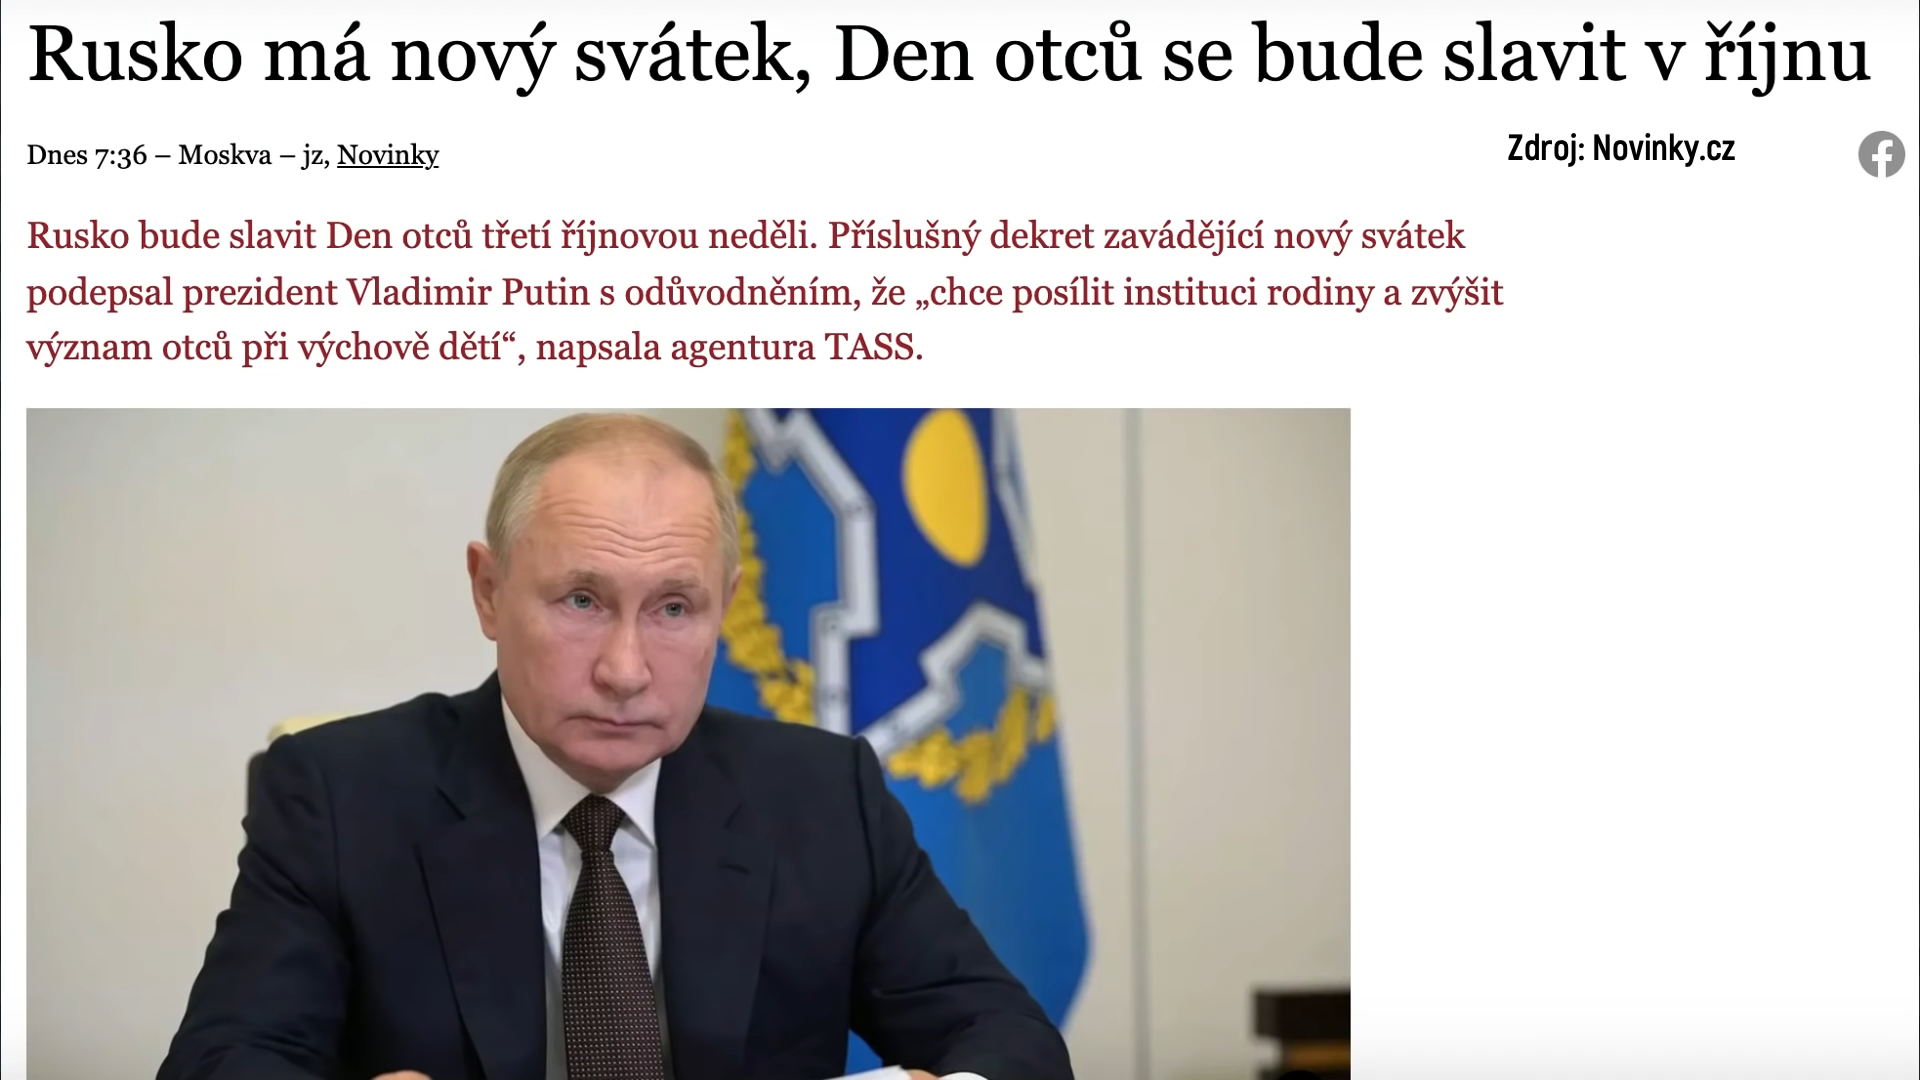 Rusko má nový svátek, Den otců se bude slavit v říjnu
Dnes 7:36 – Moskva – jz, Novinky
Zdroj: Novinky.cz
Rusko bude slavit Den otců třetí říjnovou neděli. Příslušný dekret zavádějící nový svátek
podepsal prezident Vladimir Putin s odůvodněním, že „chce posílit instituci rodiny a zvýšit
význam otců při výchově dětí“, napsala agentura TASS.